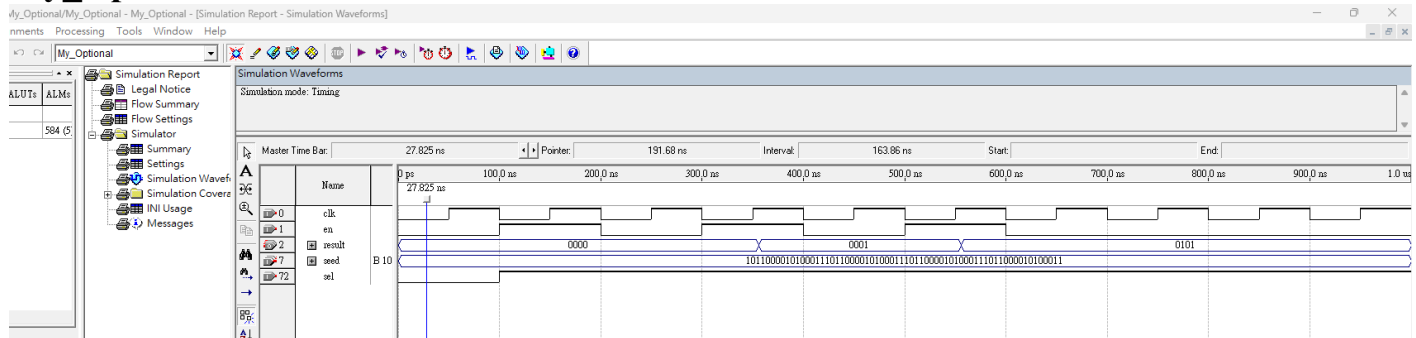 My_Optional/My_Optional - My_Optional - [Simulation Report - Simulation Waveforms]
nments Processing Tools Window Help
My_Optional
Simulation Report
Legal Notice
Flow Summary
Flow Settings
Simulator
Summary
Settings
Simulation Wavef
Simulation Covera
INI Usage
Messages
ALUTs ALMs
584 (5
Simulation Waveforms
Simulation mode: Timing
Master Time Bar: 27.825 ns Pointer: 191.68 ns Interval: 163.86 ns Start: End:
Name
0 ps 100.0 ns 200.0 ns 300.0 ns 400.0 ns 500.0 ns 600.0 ns 700.0 ns 800.0 ns 900.0 ns 1.0 us
27.825 ns
0 clk
1 en
2 result 0000 0001 0101
7 seed B 10
72 sel